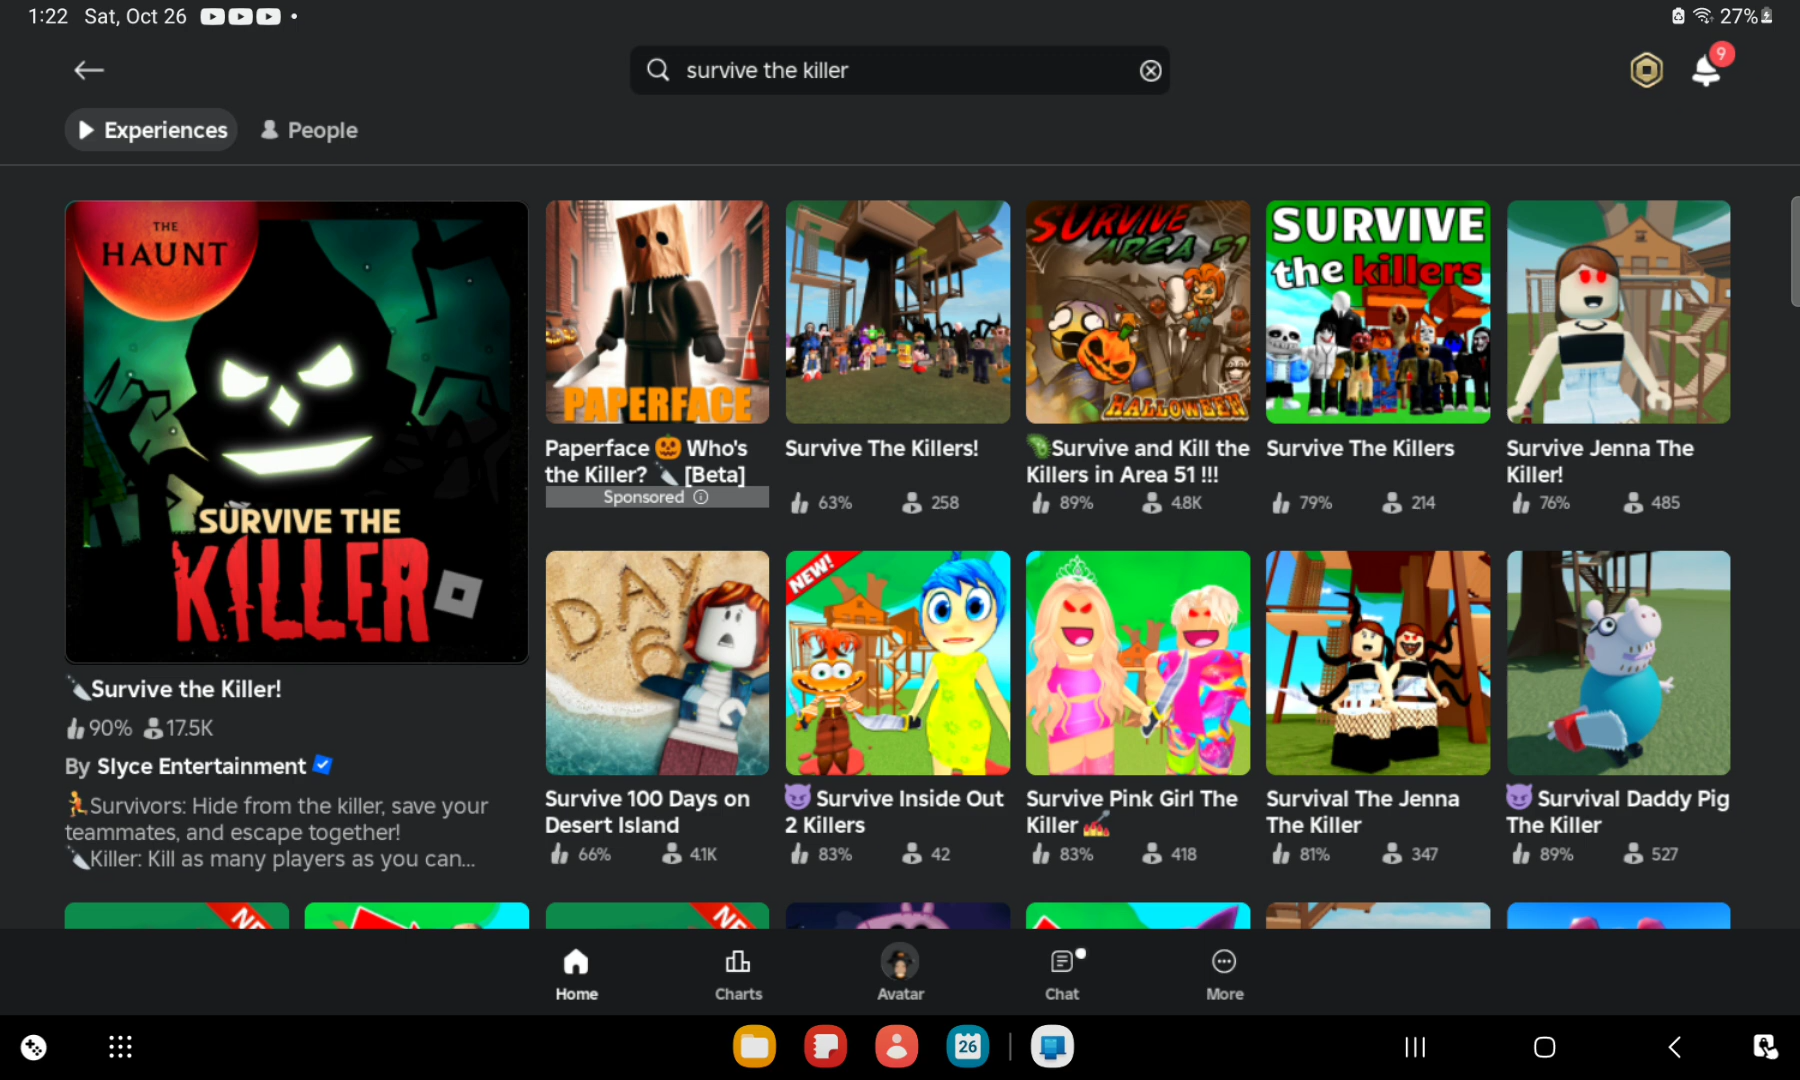 1:22 Sat, Oct 26
27%
survive the killer
9
Experiences
People
THE
HAUNT
SURVIVE THE
KILLER
🔪Survive the Killer!
90% 17.5K
By Slyce Entertainment
🏃Survivors: Hide from the killer, save your
teammates, and escape together!
🔪Killer: Kill as many players as you can...
PAPERFACE
Paperface 🎃 Who's
the Killer? 🔪 [Beta]
Sponsored
Survive The Killers!
63% 258
SURVIVE
AREA 51
HALLOWEEN
🦠Survive and Kill the
Killers in Area 51 !!!
89% 4.8K
SURVIVE
the killers
Survive The Killers
79% 214
Survive Jenna The
Killer!
76% 485
DAY
6
Survive 100 Days on
Desert Island
66% 4.1K
NEW!
😈 Survive Inside Out
2 Killers
83% 42
Survive Pink Girl The
Killer 💅
83% 418
Survival The Jenna
The Killer
81% 347
😈 Survival Daddy Pig
The Killer
89% 527
Home
Charts
Avatar
Chat
More
26